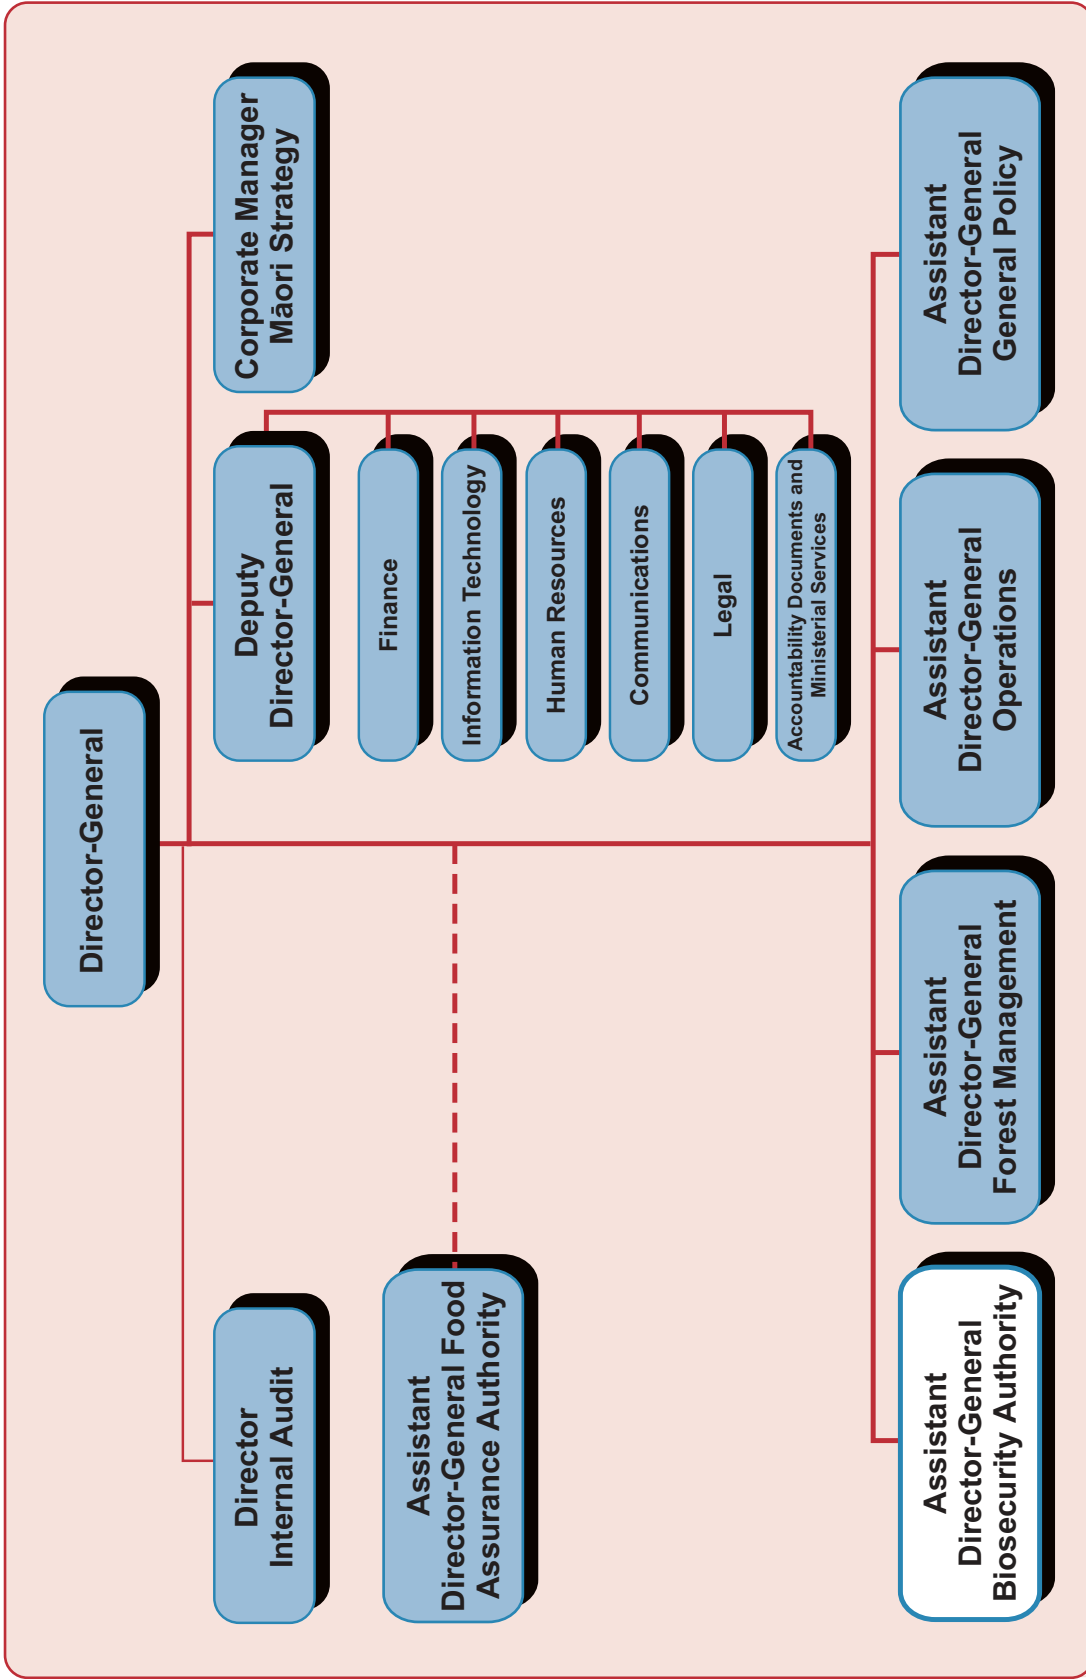 Director-General
Director
Internal Audit
Deputy
Director-General
Corporate Manager
Māori Strategy
Assistant
Director-General Food
Assurance Authority
Finance
Information Technology
Human Resources
Communications
Legal
Accountability Documents and
Ministerial Services
Assistant
Director-General
Biosecurity Authority
Assistant
Director-General
Forest Management
Assistant
Director-General
Operations
Assistant
Director-General
General Policy